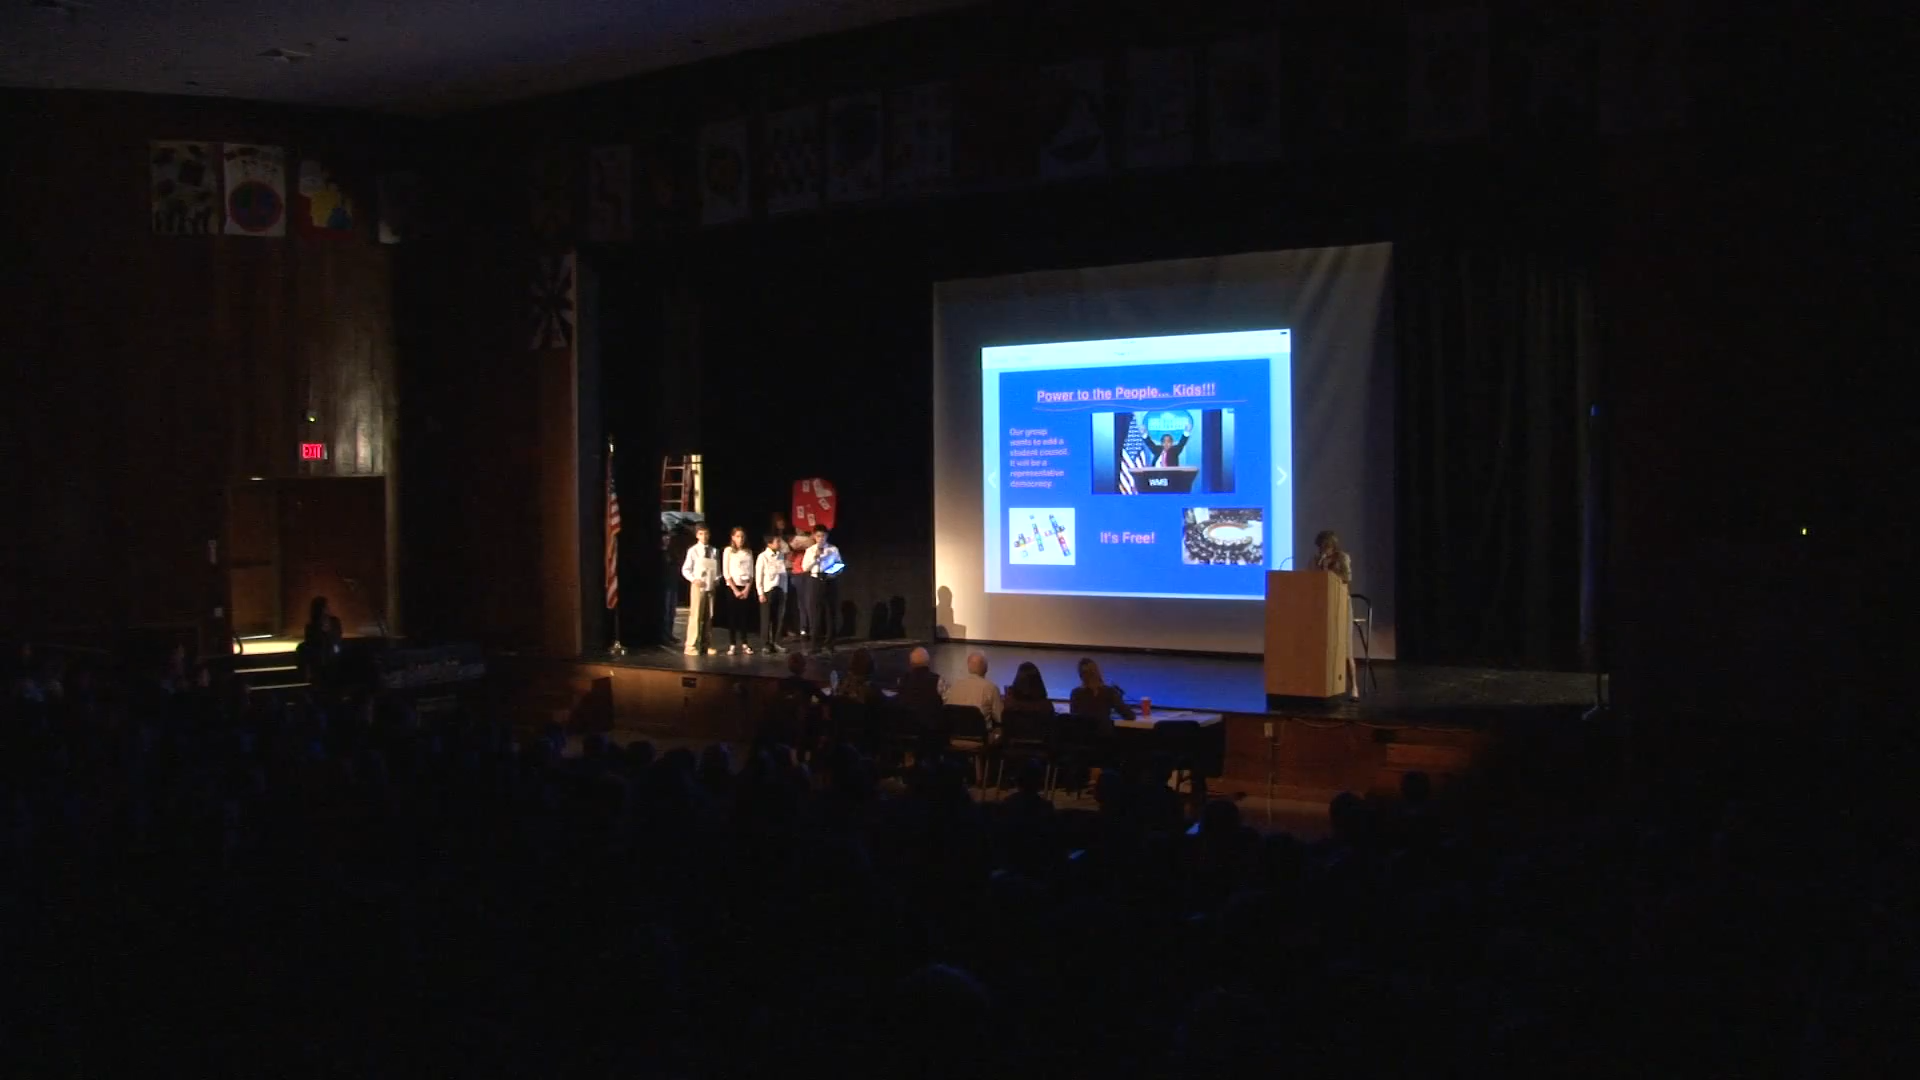 EXIT
Power to the People... Kids!!!
Our group
wants to add a
student council.
It will be a
representative
democracy
WMS
It's Free!